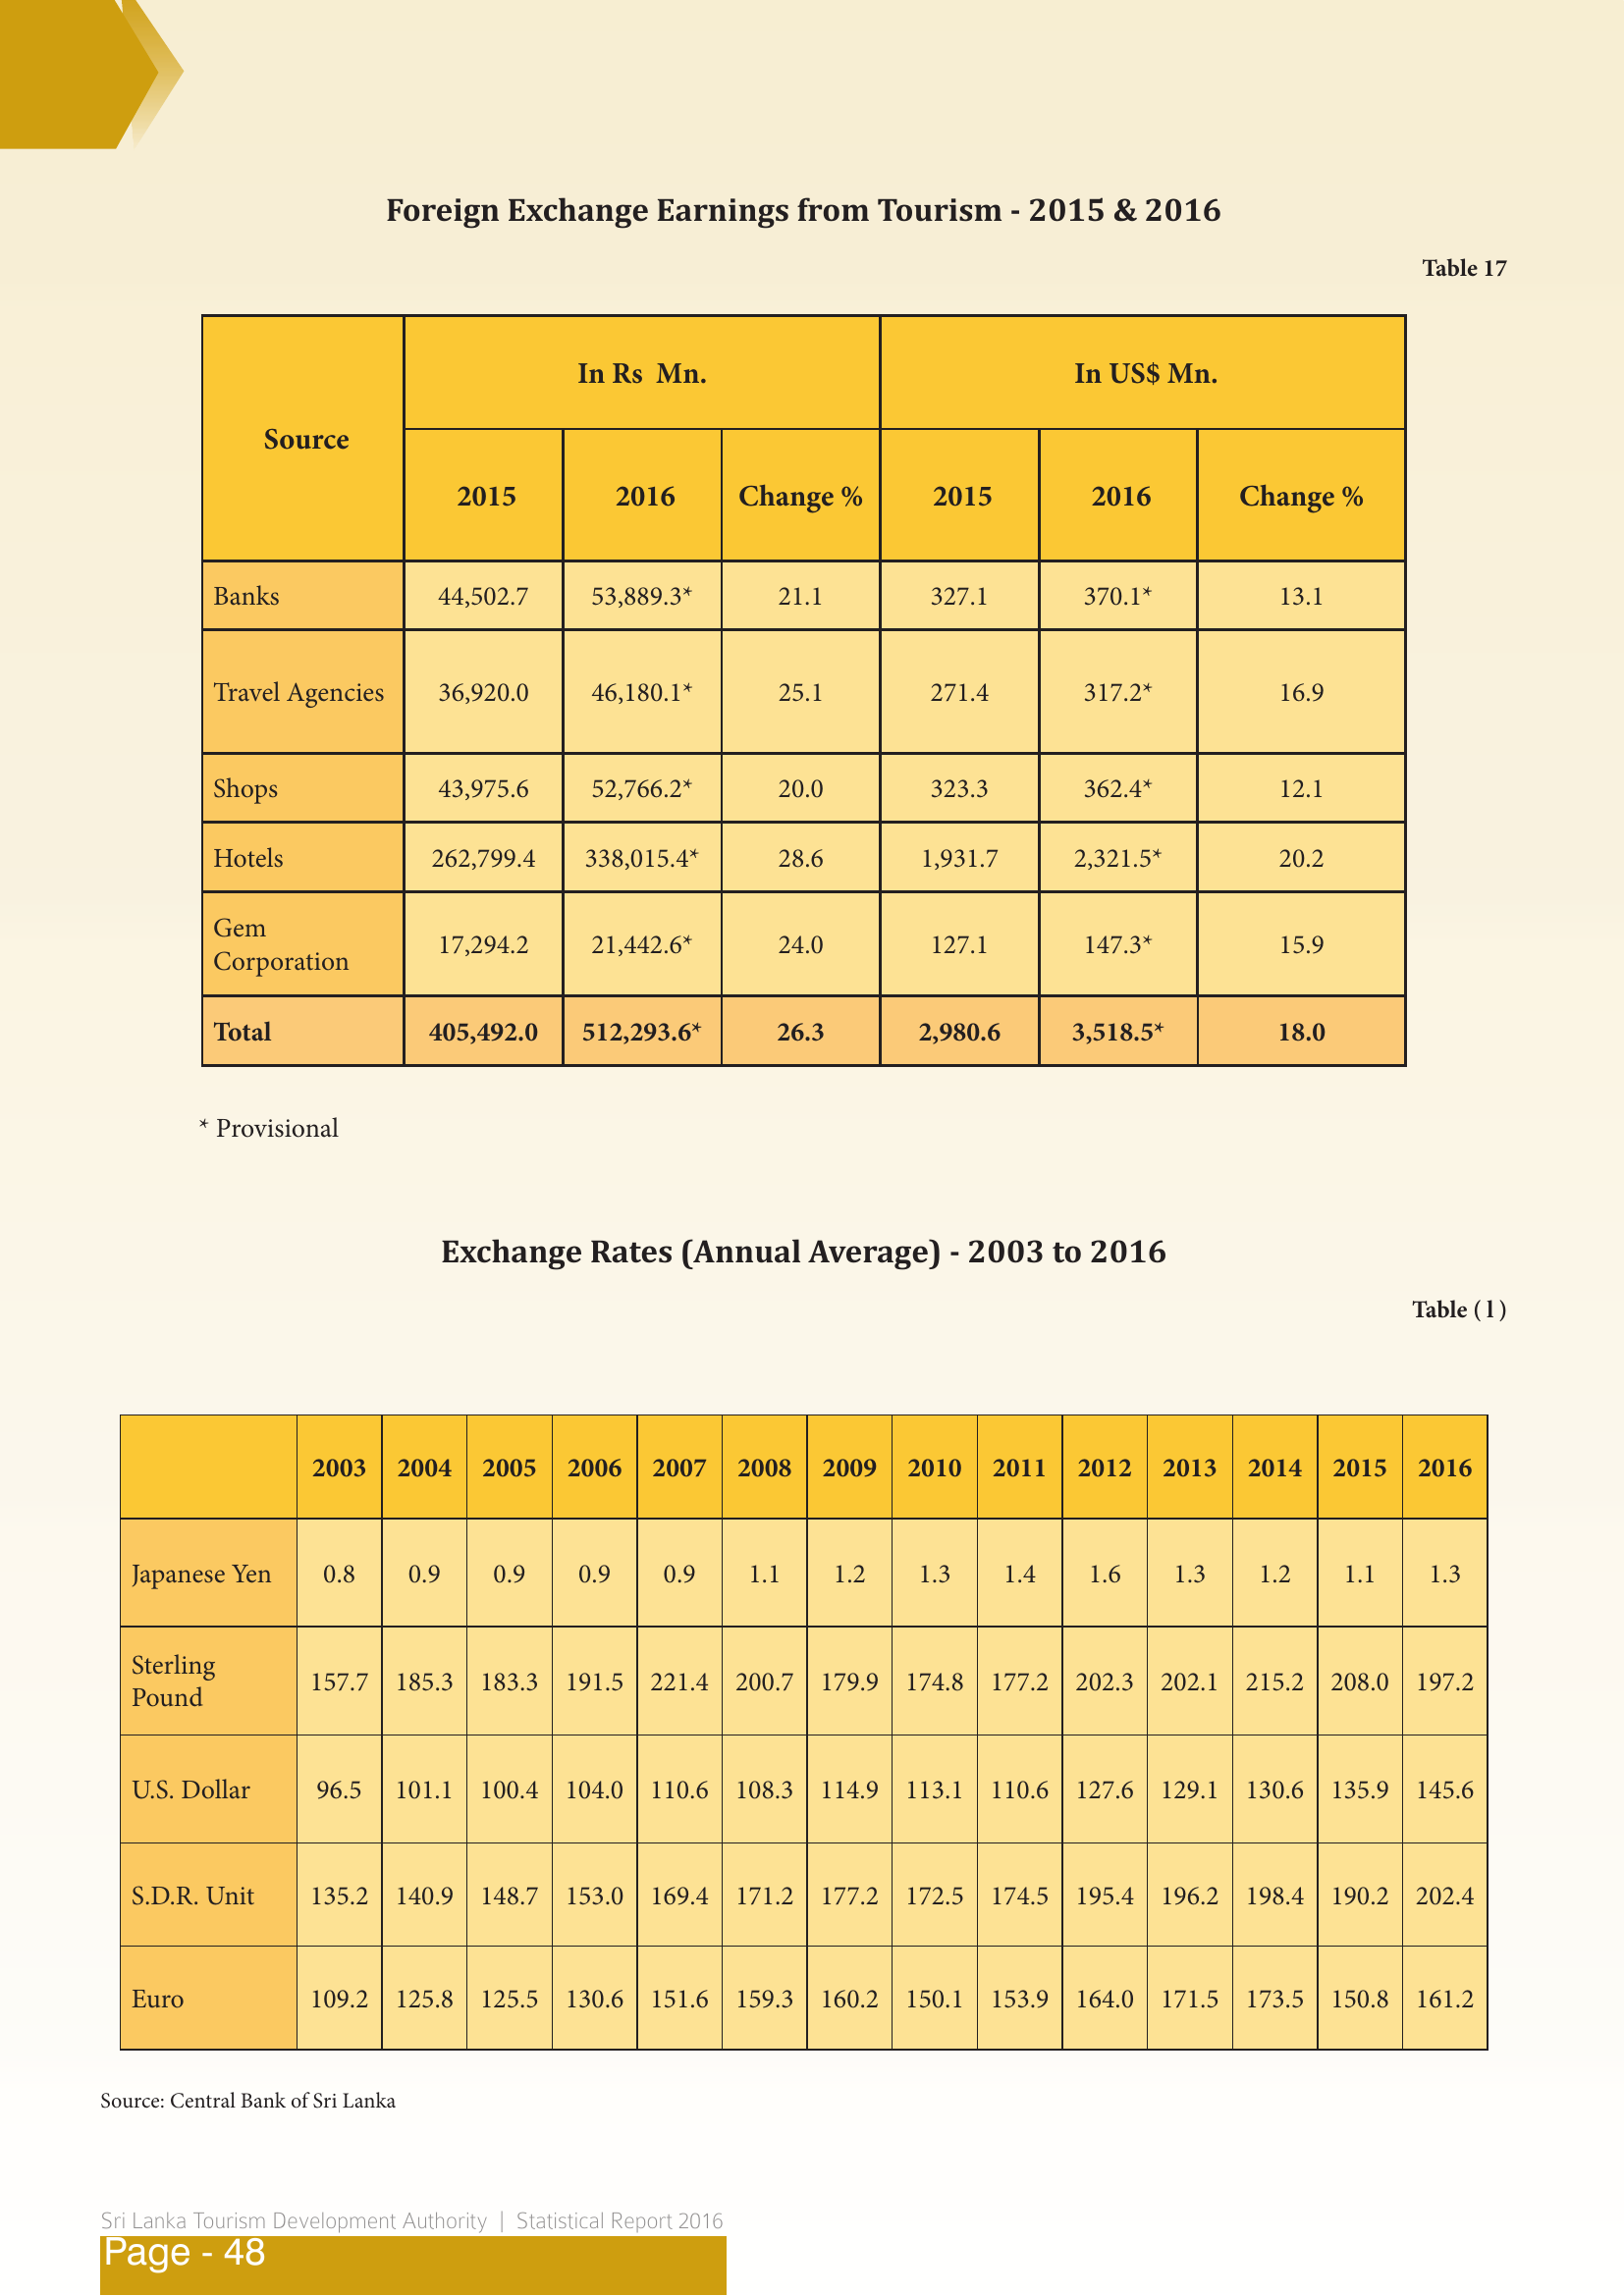 Foreign Exchange Earnings from Tourism - 2015 & 2016
Table 17
Source In Rs Mn. In US$ Mn.
2015 2016 Change % 2015 2016 Change %
Banks 44,502.7 53,889.3* 21.1 327.1 370.1* 13.1
Travel Agencies 36,920.0 46,180.1* 25.1 271.4 317.2* 16.9
Shops 43,975.6 52,766.2* 20.0 323.3 362.4* 12.1
Hotels 262,799.4 338,015.4* 28.6 1,931.7 2,321.5* 20.2
Gem
Corporation 17,294.2 21,442.6* 24.0 127.1 147.3* 15.9
Total 405,492.0 512,293.6* 26.3 2,980.6 3,518.5* 18.0
* Provisional
Exchange Rates (Annual Average) - 2003 to 2016
Table ( l )
2003 2004 2005 2006 2007 2008 2009 2010 2011 2012 2013 2014 2015 2016
Japanese Yen 0.8 0.9 0.9 0.9 0.9 1.1 1.2 1.3 1.4 1.6 1.3 1.2 1.1 1.3
Sterling
Pound 157.7 185.3 183.3 191.5 221.4 200.7 179.9 174.8 177.2 202.3 202.1 215.2 208.0 197.2
U.S. Dollar 96.5 101.1 100.4 104.0 110.6 108.3 114.9 113.1 110.6 127.6 129.1 130.6 135.9 145.6
S.D.R. Unit 135.2 140.9 148.7 153.0 169.4 171.2 177.2 172.5 174.5 195.4 196.2 198.4 190.2 202.4
Euro 109.2 125.8 125.5 130.6 151.6 159.3 160.2 150.1 153.9 164.0 171.5 173.5 150.8 161.2
Source: Central Bank of Sri Lanka
Sri Lanka Tourism Development Authority | Statistical Report 2016
Page - 48